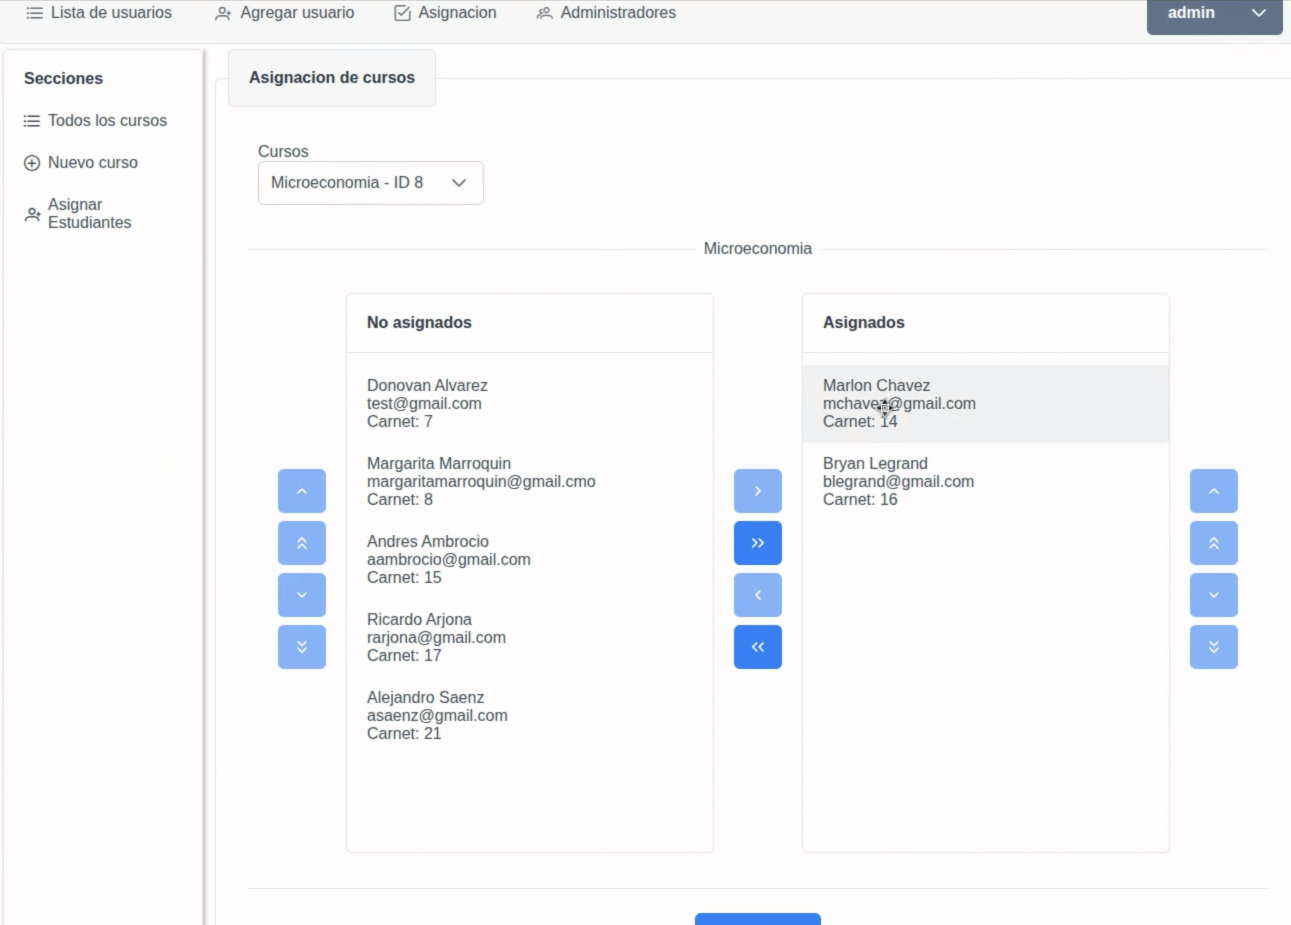 Lista de usuarios
Agregar usuario
Asignacion
Administradores
admin
Secciones
Todos los cursos
Nuevo curso
Asignar
Estudiantes
Asignacion de cursos
Cursos
Microeconomia - ID 8
Microeconomia
No asignados
Donovan Alvarez
test@gmail.com
Carnet: 7
Margarita Marroquin
margaritamarroquin@gmail.cmo
Carnet: 8
Andres Ambrocio
aambrocio@gmail.com
Carnet: 15
Ricardo Arjona
rarjona@gmail.com
Carnet: 17
Alejandro Saenz
asaenz@gmail.com
Carnet: 21
Asignados
Marlon Chavez
mchavez@gmail.com
Carnet: 14
Bryan Legrand
blegrand@gmail.com
Carnet: 16